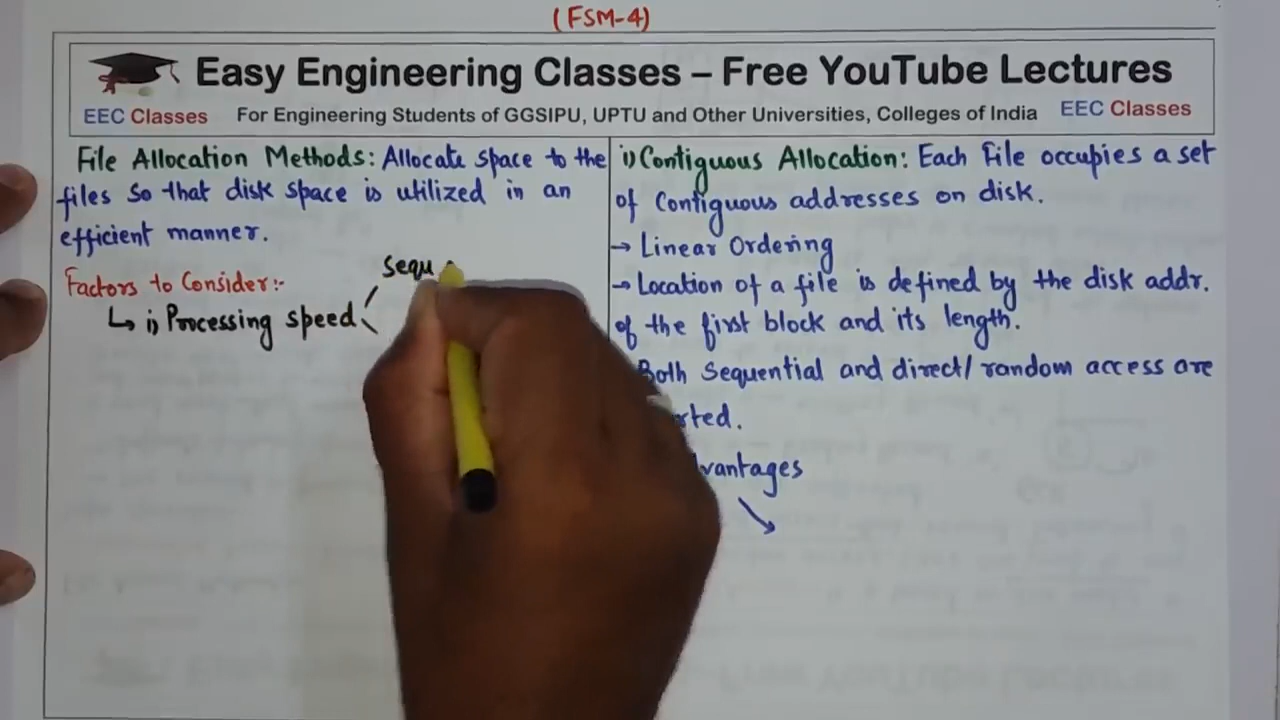 (FSM-4)
Easy Engineering Classes – Free YouTube Lectures
EEC Classes For Engineering Students of GGSIPU, UPTU and Other Universities, Colleges of India EEC Classes
File Allocation Methods: Allocate space to the
files so that disk space is utilized in an
efficient manner.
Factors to Consider:-
↳ i) Processing speed
Sequ
i) Contiguous Allocation: Each file occupies a set
of Contiguous addresses on disk.
→ Linear Ordering
→ Location of a file is defined by the disk addr.
of the first block and its length.
Both Sequential and direct/random access are
rted.
vantages